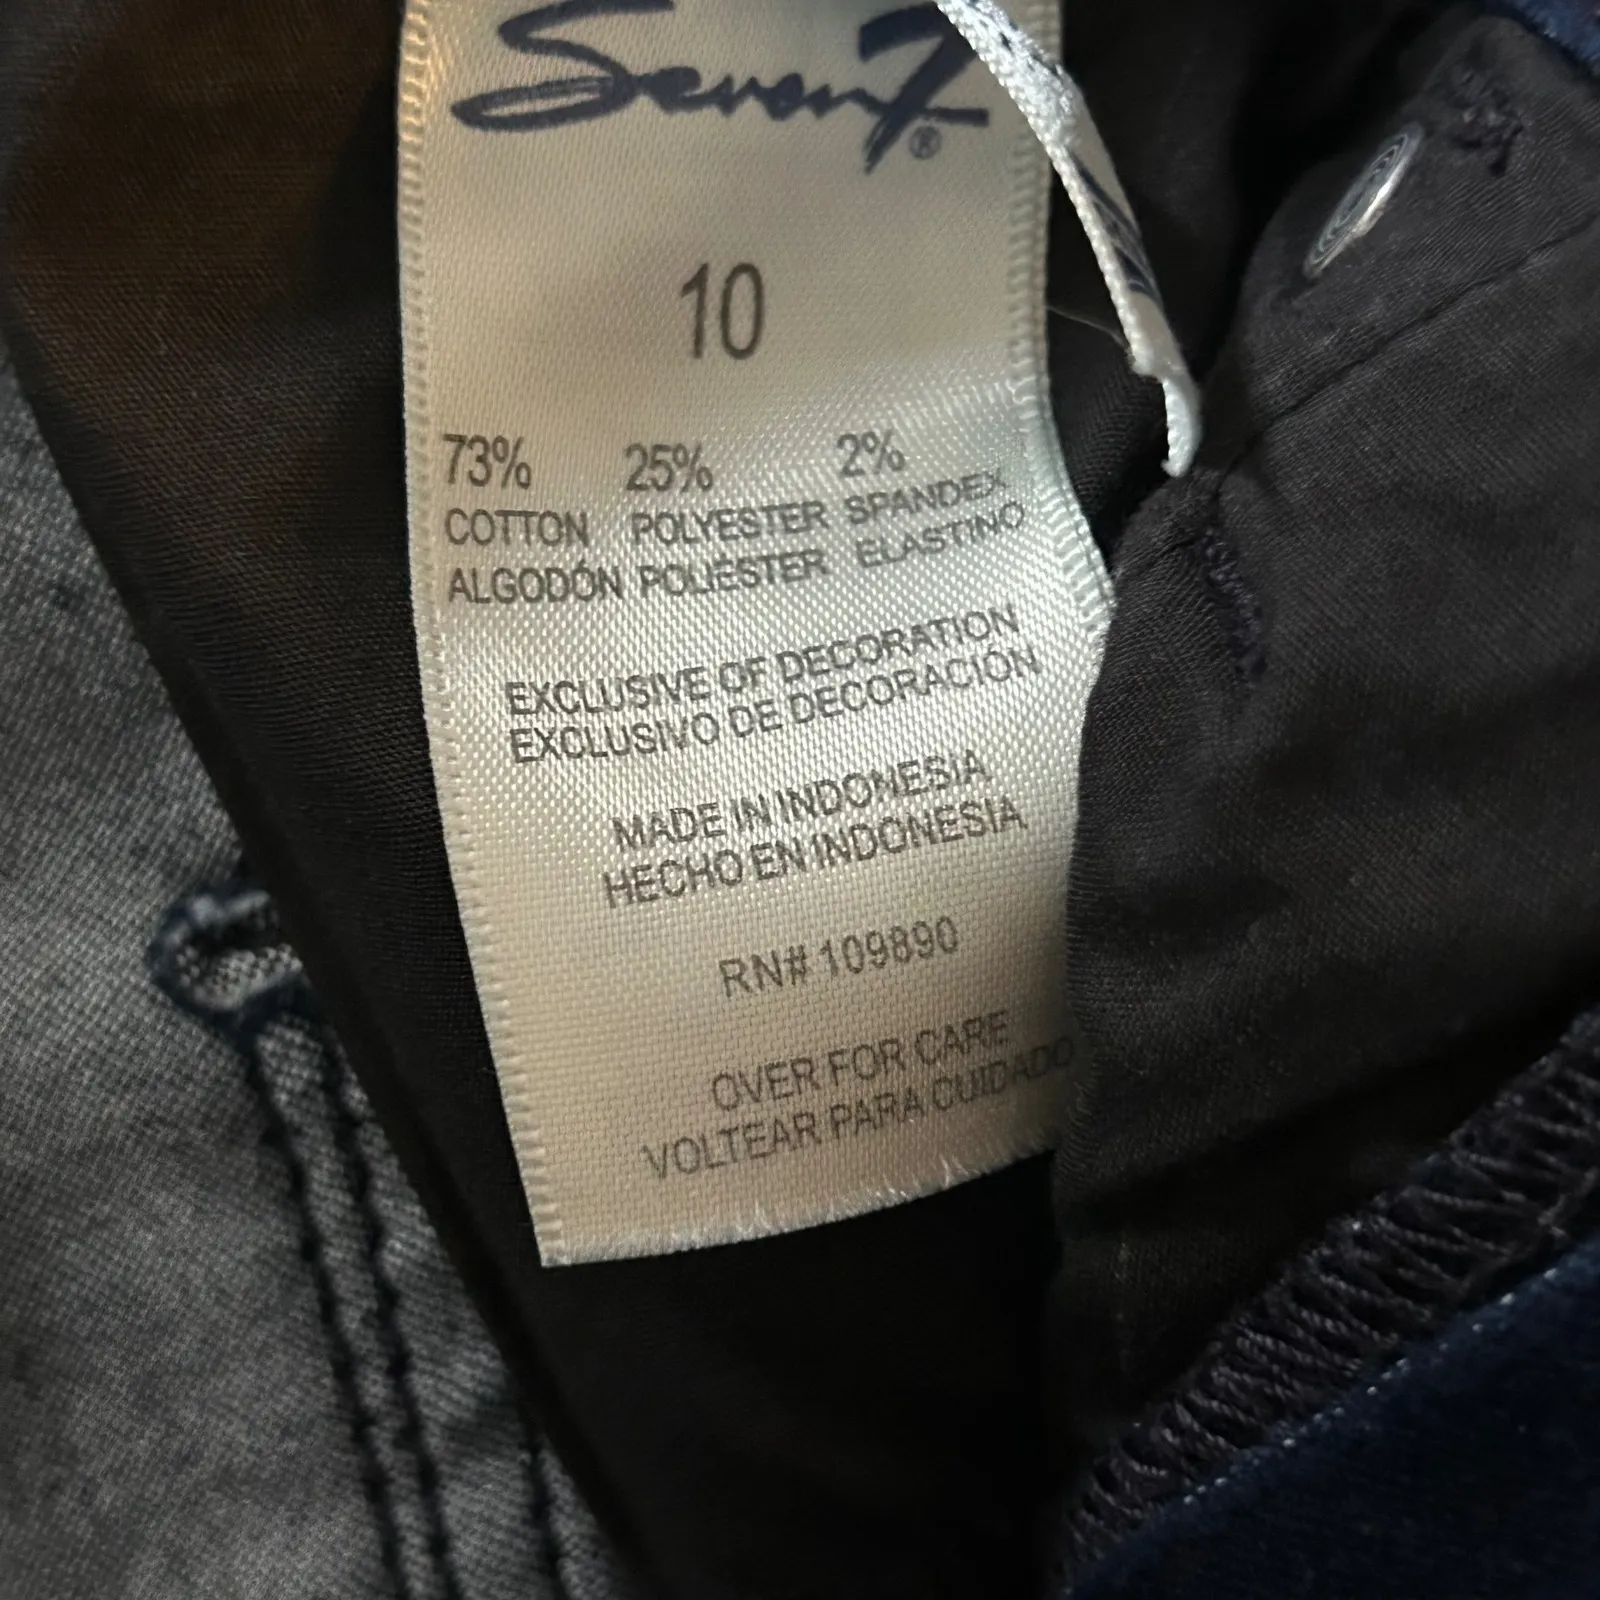 Seven7®
10
73% 25% 2%
COTTON POLYESTER SPANDEX
ALGODÓN POLIÉSTER ELASTINO
EXCLUSIVE OF DECORATION
EXCLUSIVO DE DECORACIÓN
MADE IN INDONESIA
HECHO EN INDONESIA
RN# 109890
OVER FOR CARE
VOLTEAR PARA CUIDADO